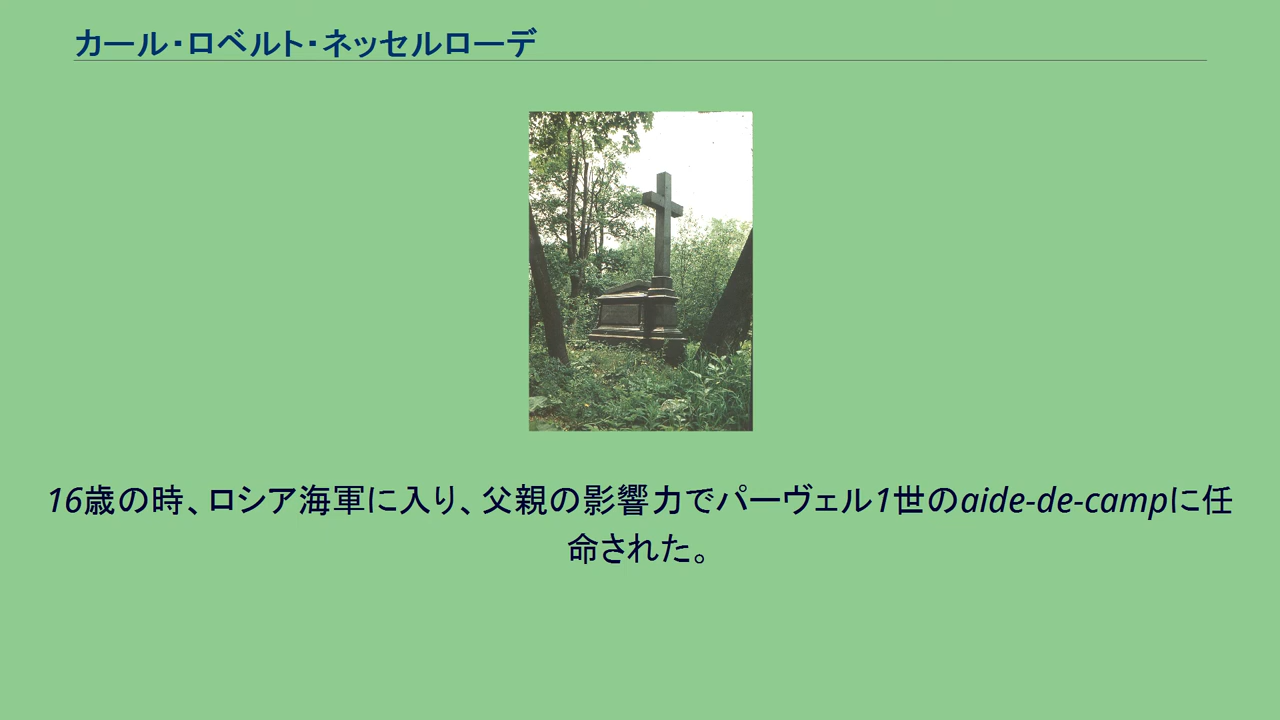 カール・ロベルト・ネッセルローデ
16歳の時、ロシア海軍に入り、父親の影響力でパーヴェル1世のaide-de-campに任
命された。